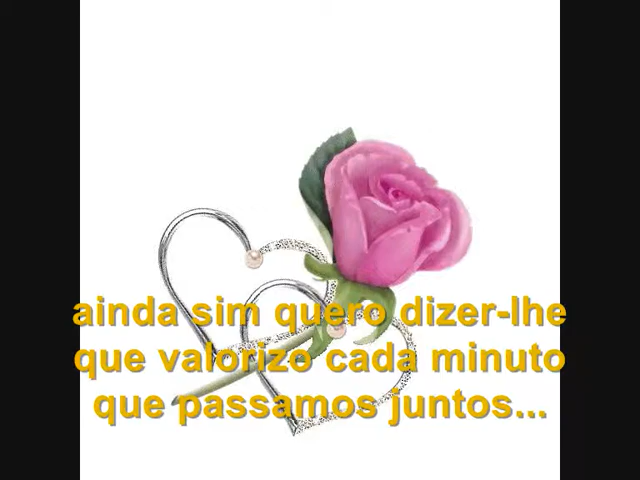 ainda sim quero dizer-lhe
que valorizo cada minuto
que passamos juntos...